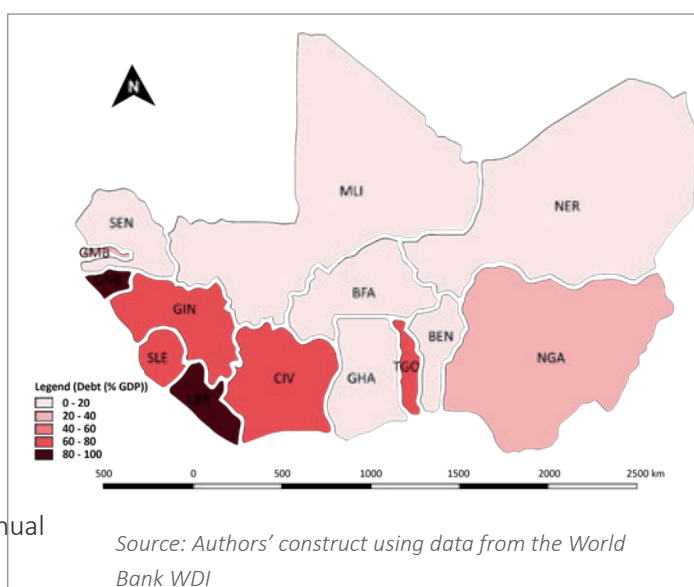 N
MLI
NER
SEN
GMB
GNB
BFA
GIN
BEN
SLE
NGA
TGO
CIV
GHA
LBR
Legend (Debt (% GDP))
0 - 20
20 - 40
40 - 60
60 - 80
80 - 100
500 0 500 1000 1500 2000 2500 km
nual
Source: Authors’ construct using data from the World
Bank WDI